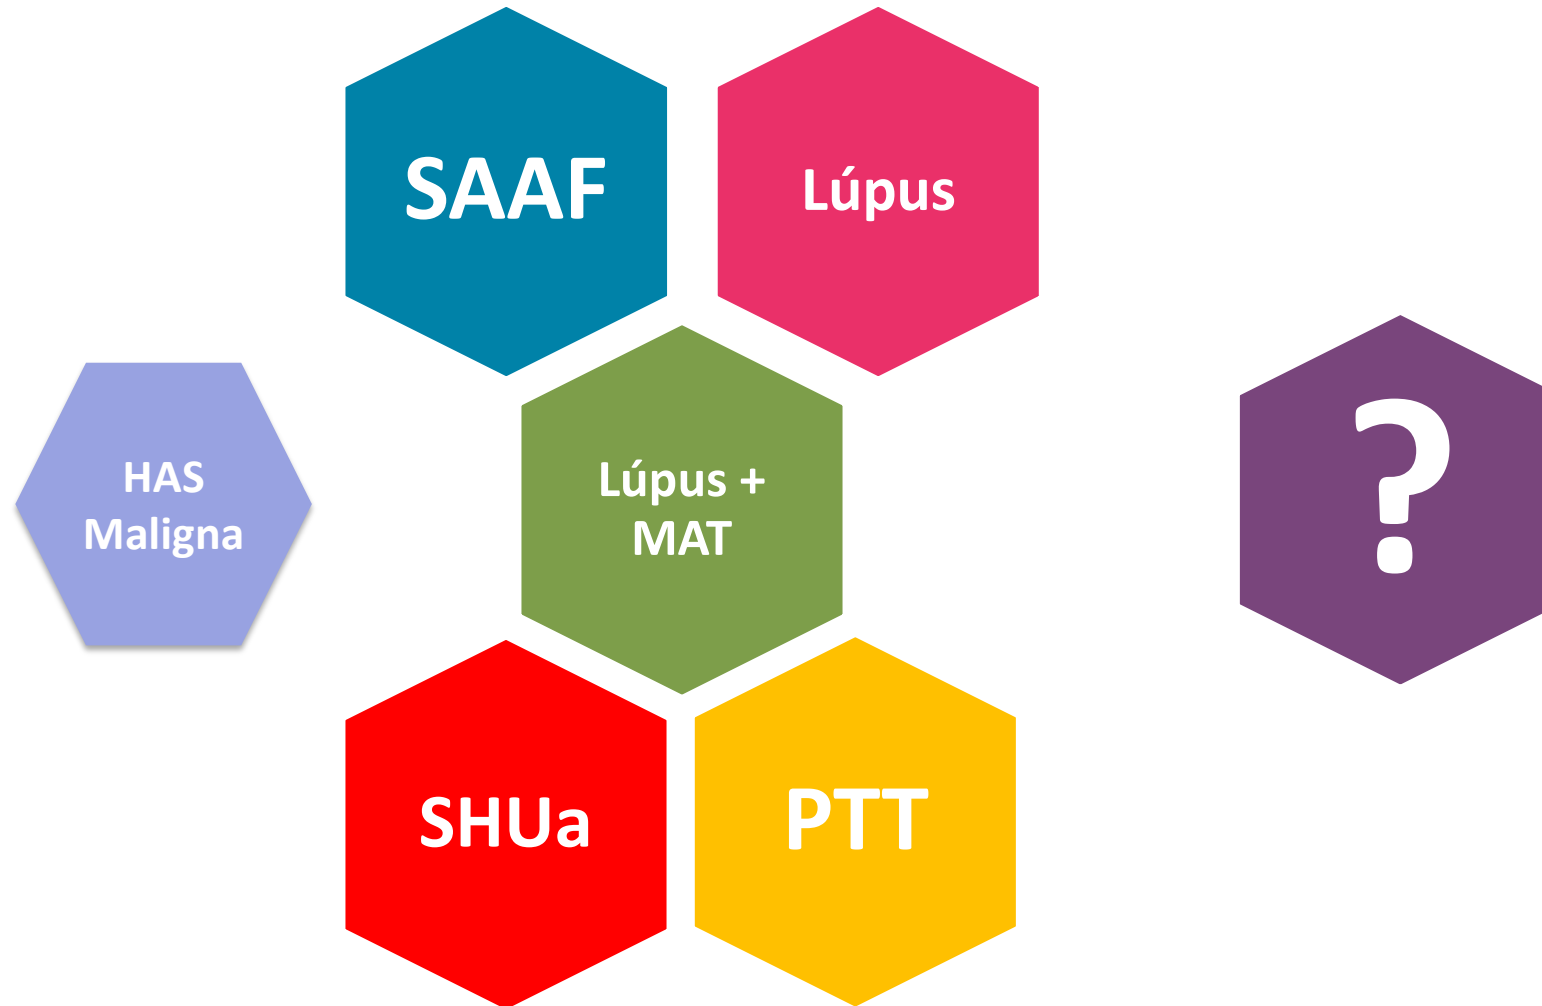 SAAF
Lúpus
HAS
Maligna
Lúpus +
MAT
?
SHUa
PTT